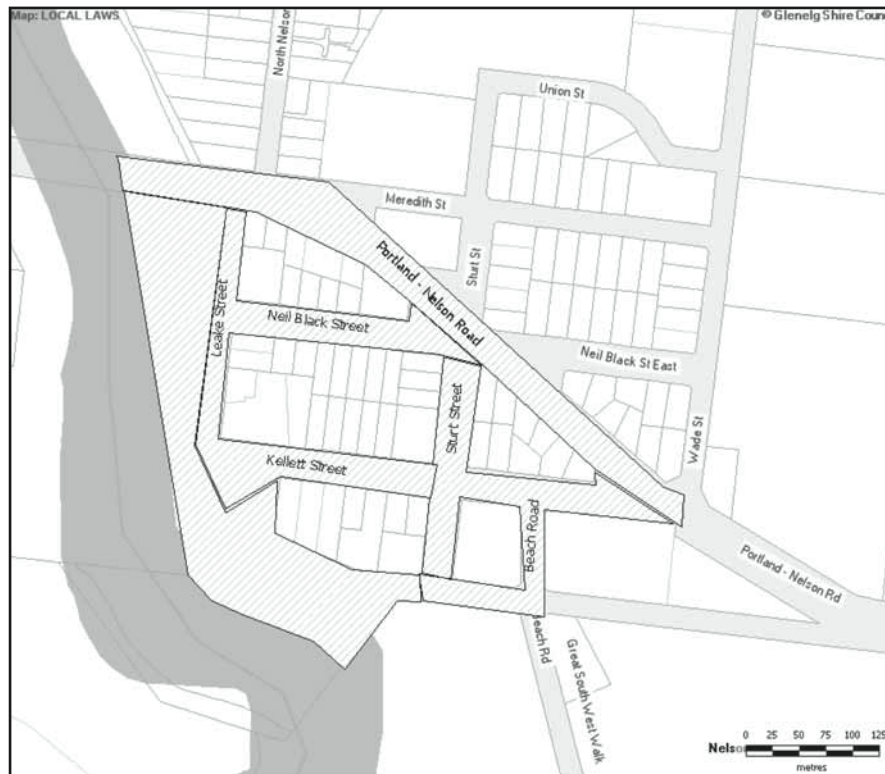 Map: LOCAL LAWS
© Glenelg Shire Coun
North Nelson
Union St
Meredith St
Sturt St
Portland - Nelson Road
Leake Street
Neil Black Street
Neil Black St East
Sturt Street
Wade St
Kellett Street
Beach Road
Portland - Nelson Rd
Beach Rd
Great South West Walk
Nelson
0 25 50 75 100 125
metres